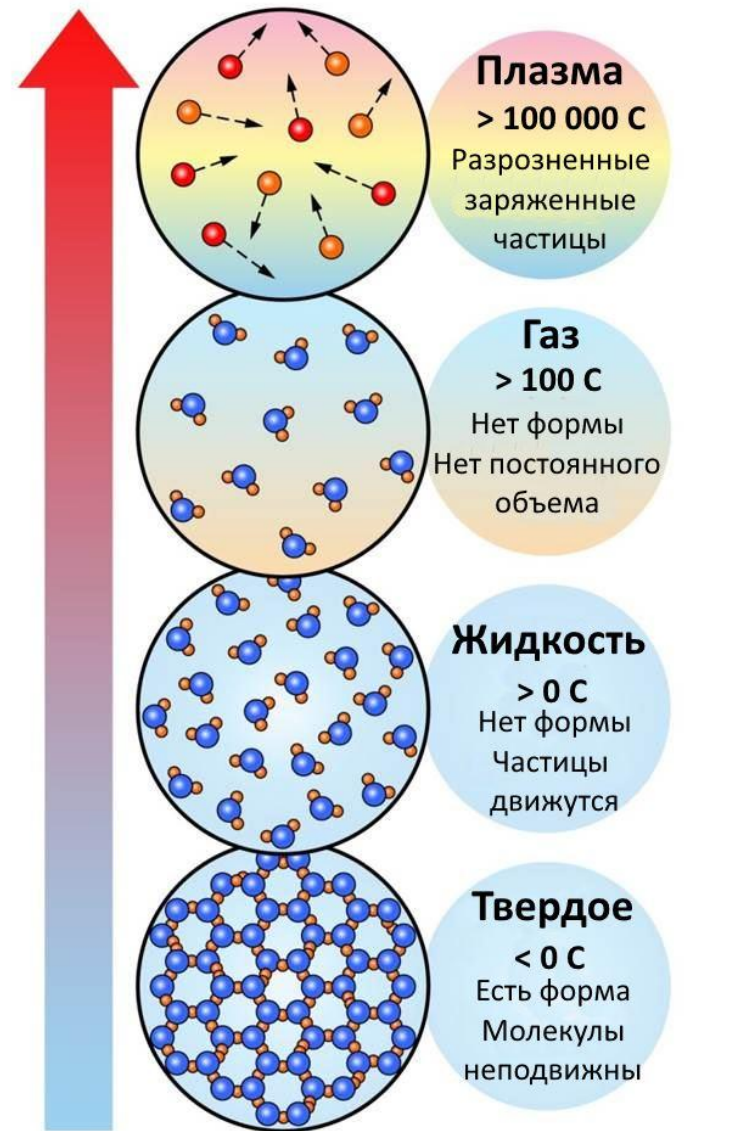 Плазма
> 100 000 С
Разрозненные
заряженные
частицы
Газ
> 100 С
Нет формы
Нет постоянного
объема
Жидкость
> 0 С
Нет формы
Частицы
движутся
Твердое
< 0 С
Есть форма
Молекулы
неподвижны